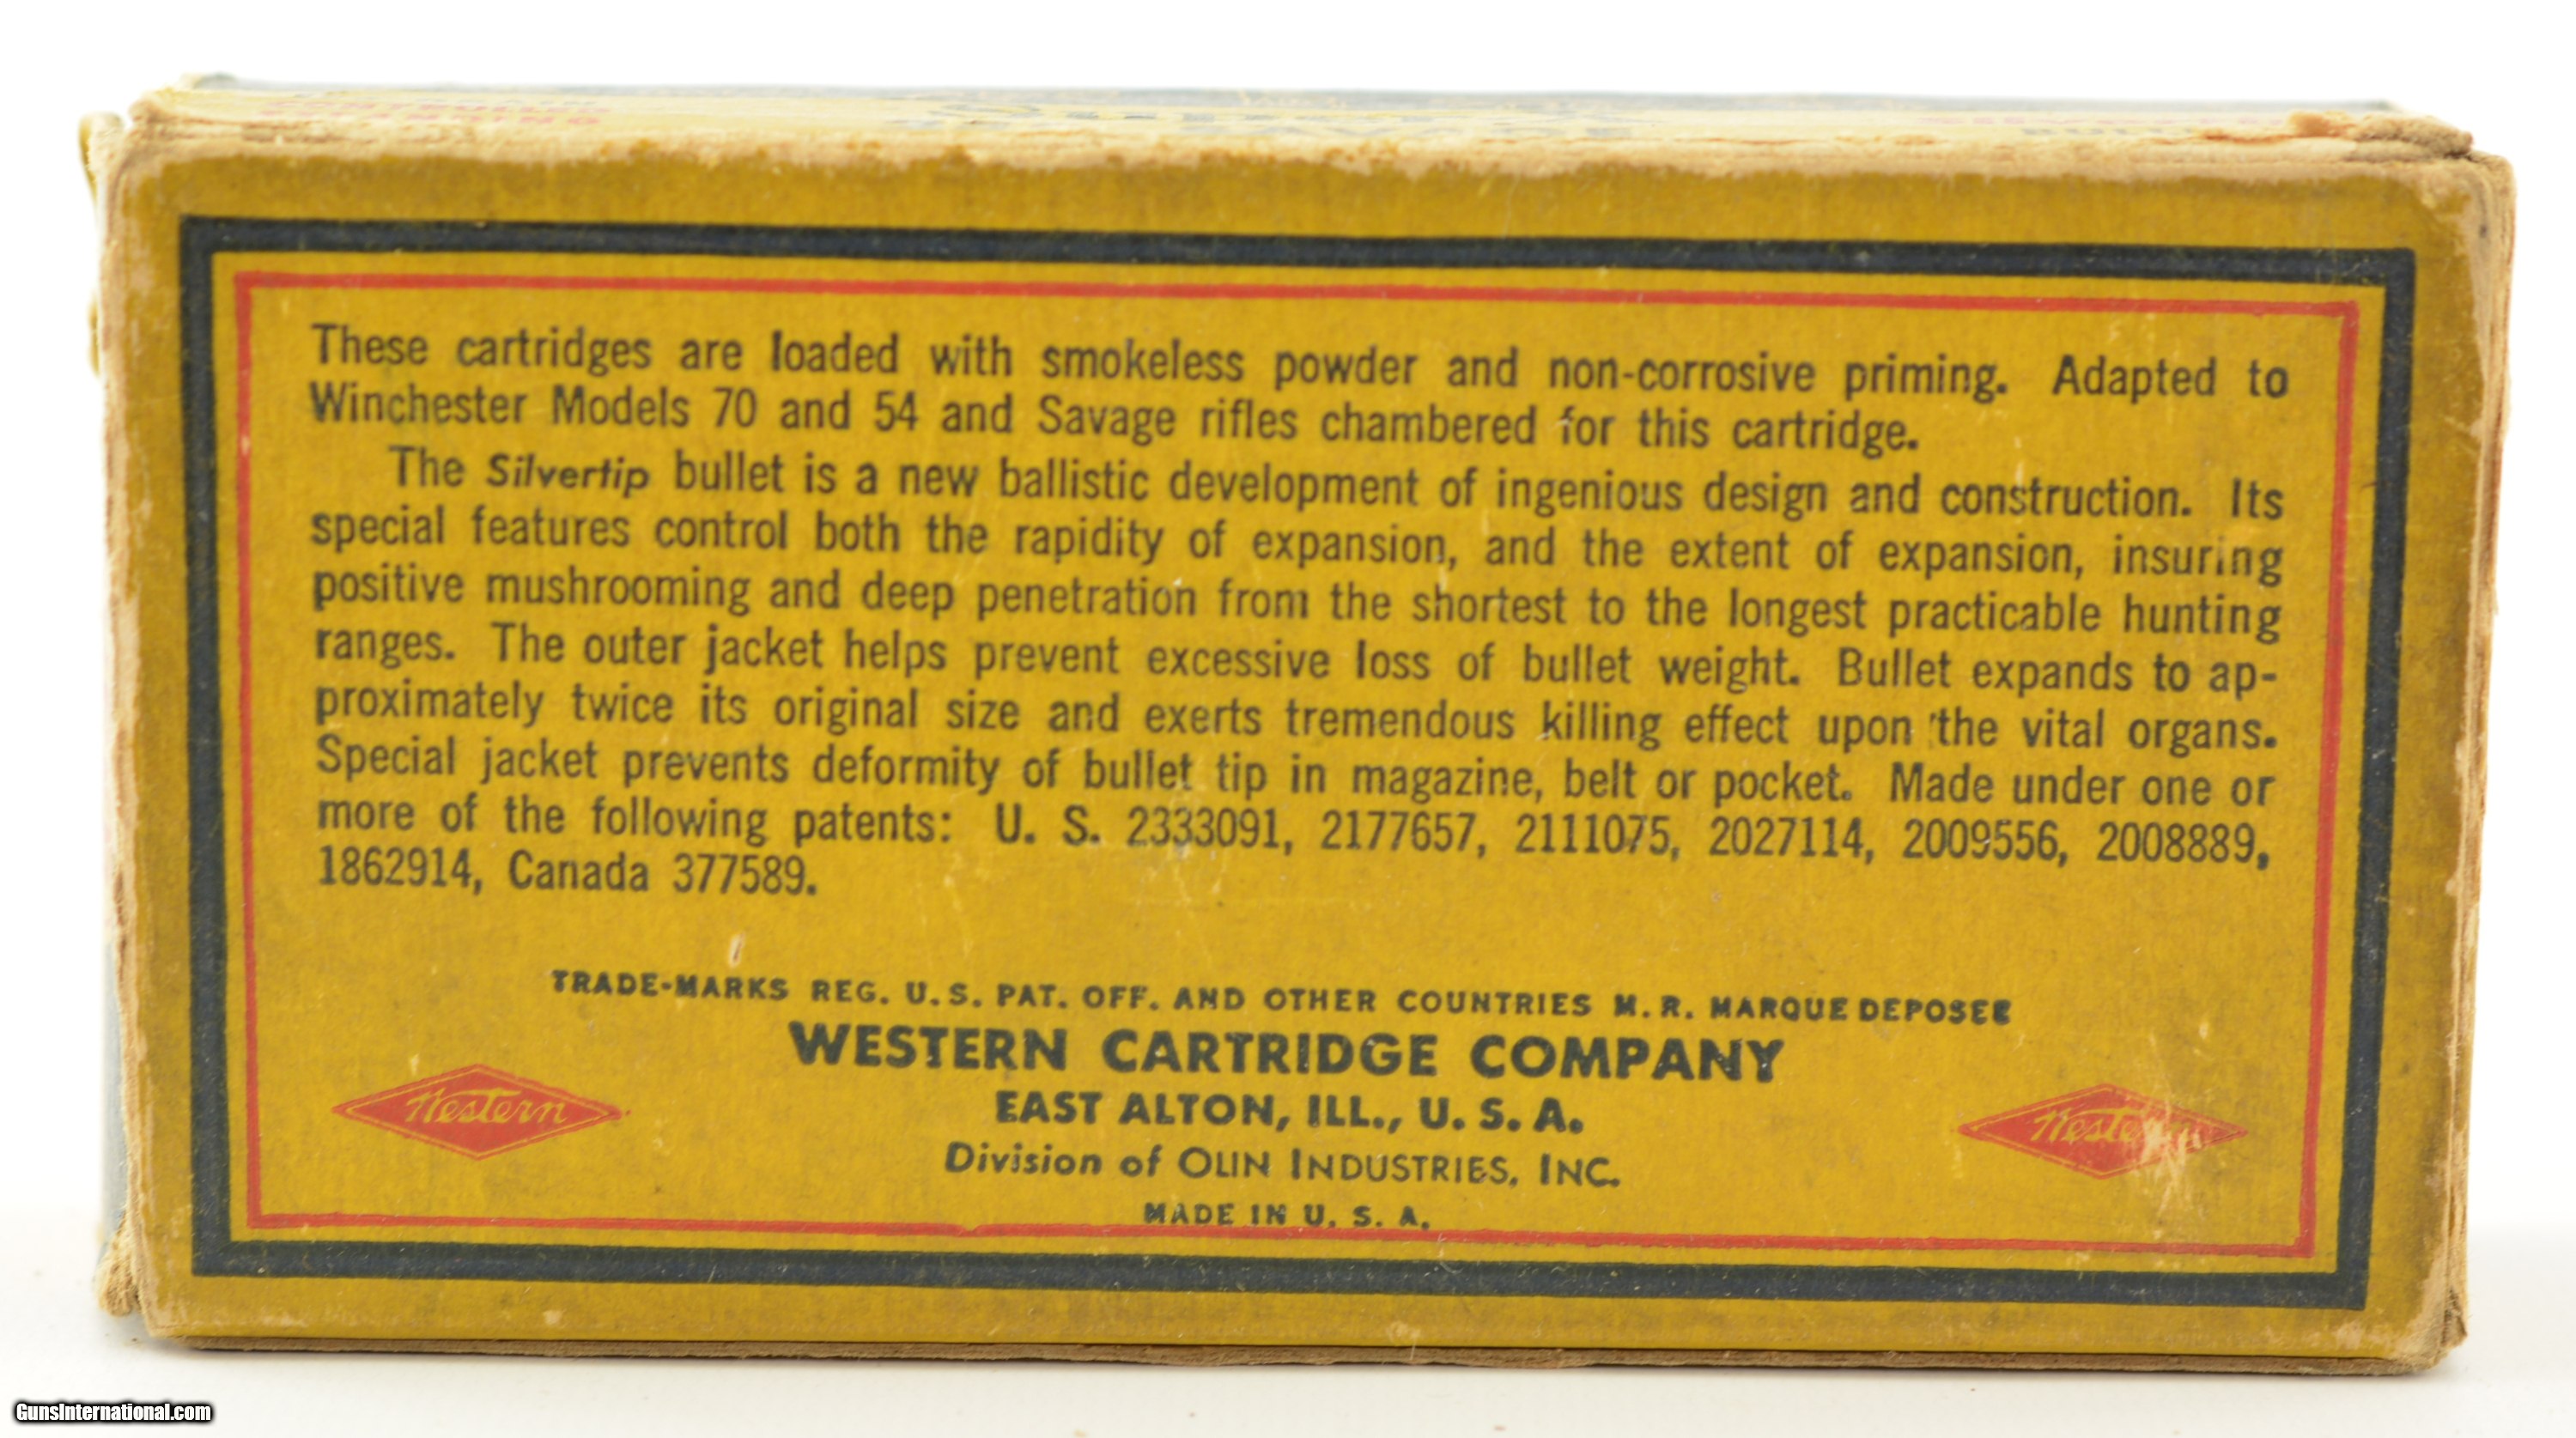 These cartridges are loaded with smokeless powder and non-corrosive priming. Adapted to
Winchester Models 70 and 54 and Savage rifles chambered for this cartridge.
The Silvertip bullet is a new ballistic development of ingenious design and construction. Its
special features control both the rapidity of expansion, and the extent of expansion, insuring
positive mushrooming and deep penetration from the shortest to the longest practicable hunting
ranges. The outer jacket helps prevent excessive loss of bullet weight. Bullet expands to ap-
proximately twice its original size and exerts tremendous killing effect upon the vital organs.
Special jacket prevents deformity of bullet tip in magazine, belt or pocket. Made under one or
more of the following patents: U. S. 2333091, 2177657, 2111075, 2027114, 2009556, 2008889,
1862914, Canada 377589.
TRADE-MARKS REG. U.S. PAT. OFF. AND OTHER COUNTRIES M.R. MARQUE DEPOSEE
WESTERN CARTRIDGE COMPANY
EAST ALTON, ILL., U. S. A.
Division of OLIN INDUSTRIES, INC.
MADE IN U. S. A.
Western
Western
GunsInternational.com